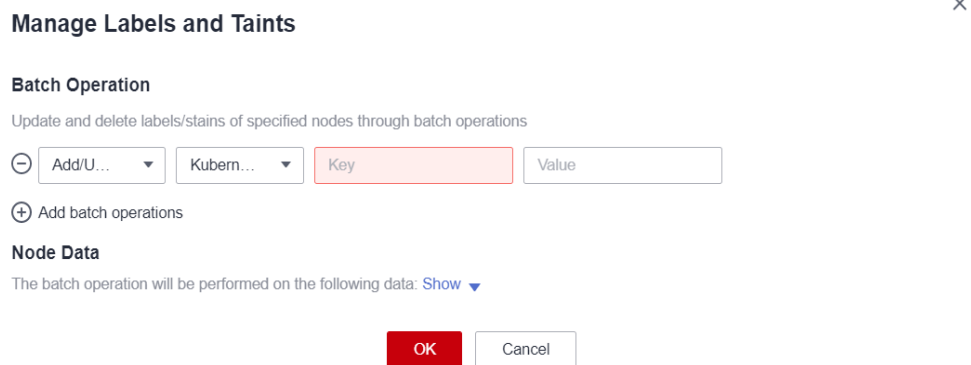 Manage Labels and Taints
Batch Operation
Update and delete labels/stains of specified nodes through batch operations
Add/U... Kubern... Key Value
Add batch operations
Node Data
The batch operation will be performed on the following data: Show
OK Cancel